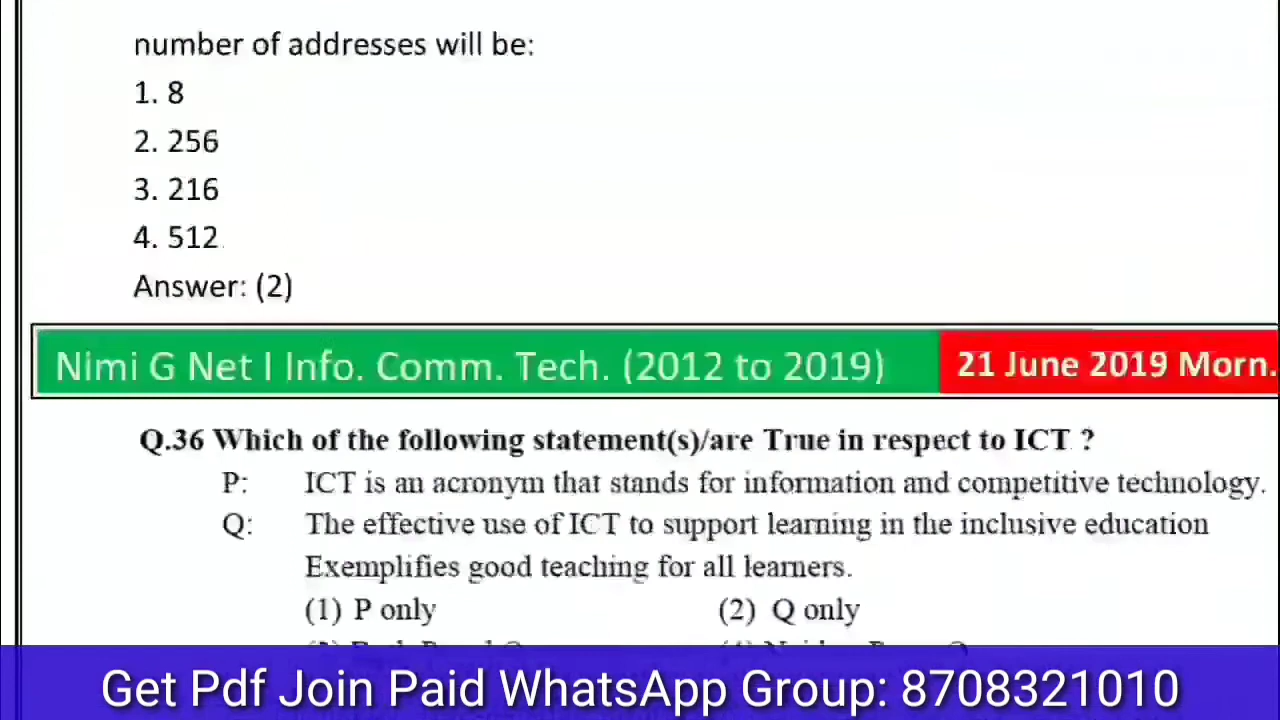 number of addresses will be:
1. 8
2. 256
3. 216
4. 512
Answer: (2)
Nimi G Net I Info. Comm. Tech. (2012 to 2019) 21 June 2019 Morn.
Q.36 Which of the following statement(s)/are True in respect to ICT ?
P: ICT is an acronym that stands for information and competitive technology.
Q: The effective use of ICT to support learning in the inclusive education
Exemplifies good teaching for all learners.
(1) P only (2) Q only
Get Pdf Join Paid WhatsApp Group: 8708321010